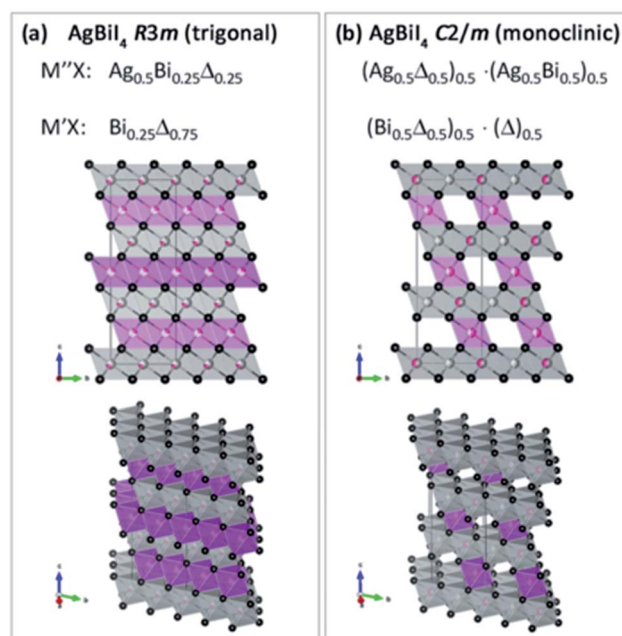 (a) AgBiI₄ R3m (trigonal)
M''X: Ag₀.₅Bi₀.₂₅Δ₀.₂₅
M'X: Bi₀.₂₅Δ₀.₇₅
c
b
c
a
b
(b) AgBiI₄ C2/m (monoclinic)
(Ag₀.₅Δ₀.₅)₀.₅ · (Ag₀.₅Bi₀.₅)₀.₅
(Bi₀.₅Δ₀.₅)₀.₅ · (Δ)₀.₅
c
b
c
a
b